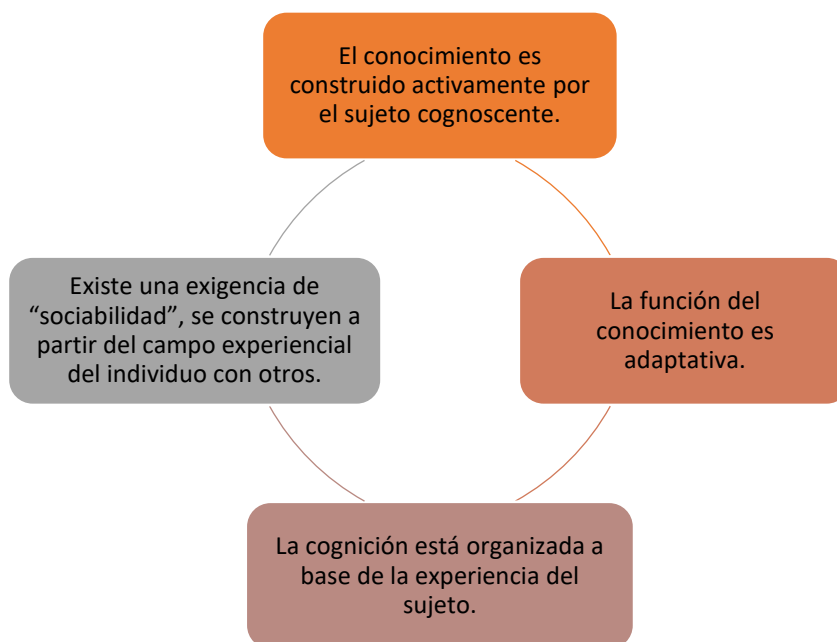 El conocimiento es
construido activamente por
el sujeto cognoscente.
La función del
conocimiento es
adaptativa.
La cognición está organizada a
base de la experiencia del
sujeto.
Existe una exigencia de
“sociabilidad”, se construyen a
partir del campo experiencial
del individuo con otros.